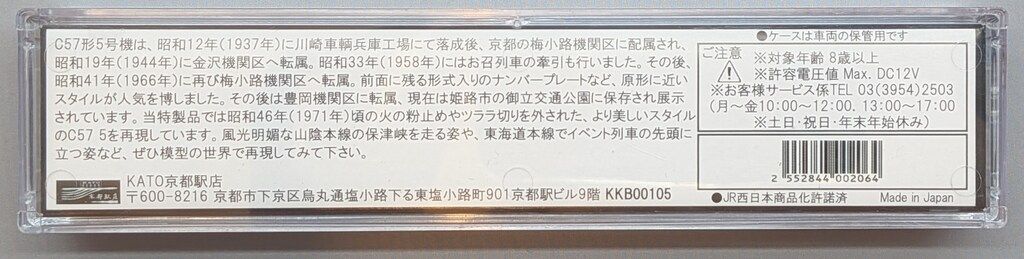 C57形5号機は、昭和12年(1937年)に川崎車輌兵庫工場にて落成後、京都の梅小路機関区に配属され、
昭和19年(1944年)に金沢機関区へ転属。昭和33年(1958年)にはお召列車の牽引も行いました。その後、
昭和41年(1966年)に再び梅小路機関区へ転属。前面に残る形式入りのナンバープレートなど、原形に近い
スタイルが人気を博しました。その後は豊岡機関区に転属、現在は姫路市の御立交通公園に保存され展示
されています。当特製品では昭和46年(1971年)頃の火の粉止めやツララ切りを外された、より美しいスタイル
のC57 5を再現しています。風光明媚な山陰本線の保津峡を走る姿や、東海道本線でイベント列車の先頭に
立つ姿など、ぜひ模型の世界で再現してみて下さい。
KATO京都駅店
〒600-8216 京都市下京区烏丸通塩小路下る東塩小路町901京都駅ビル9階 KKB00105
●ケースは車両の保管用です
ご注意
※対象年齢 8歳以上
※許容電圧値 Max. DC12V
※お客様サービス係TEL 03(3954)2503
(月～金10:00～12:00. 13:00～17:00
※土日・祝日・年末年始休み)
2 552844 002064
●JR西日本商品化許諾済 Made in Japan